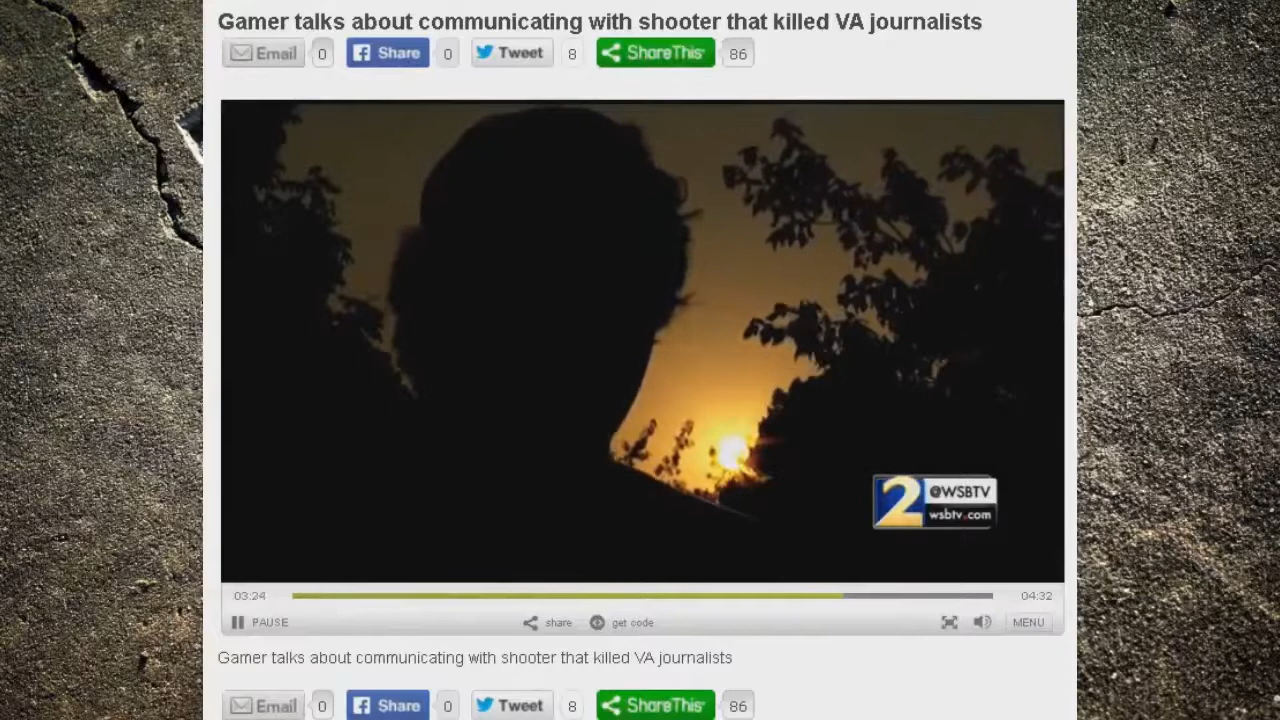 Gamer talks about communicating with shooter that killed VA journalists
Email 0 Share 0 Tweet 8 ShareThis 86
2 @WSBTV
wsbtv.com
03:24 04:32
PAUSE share get code MENU
Gamer talks about communicating with shooter that killed VA journalists
Email 0 Share 0 Tweet 8 ShareThis 86